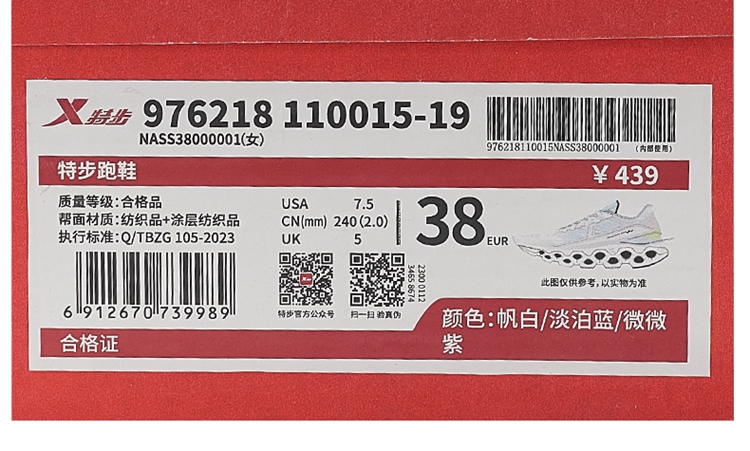 特步 976218 110015-19
NASS38000001(女)
976218110015NASS38000001 (内部使用)
特步跑鞋 ¥439
质量等级:合格品
帮面材质:纺织品+涂层纺织品
执行标准:Q/TBZG 105-2023
USA 7.5
CN(mm) 240(2.0)
UK 5
38 EUR
此图仅供参考,以实物为准
6 912670 739989
特步官方公众号
扫一扫 验真伪
2300 0112
3465 8674
颜色:帆白/淡泊蓝/微微
紫
合格证